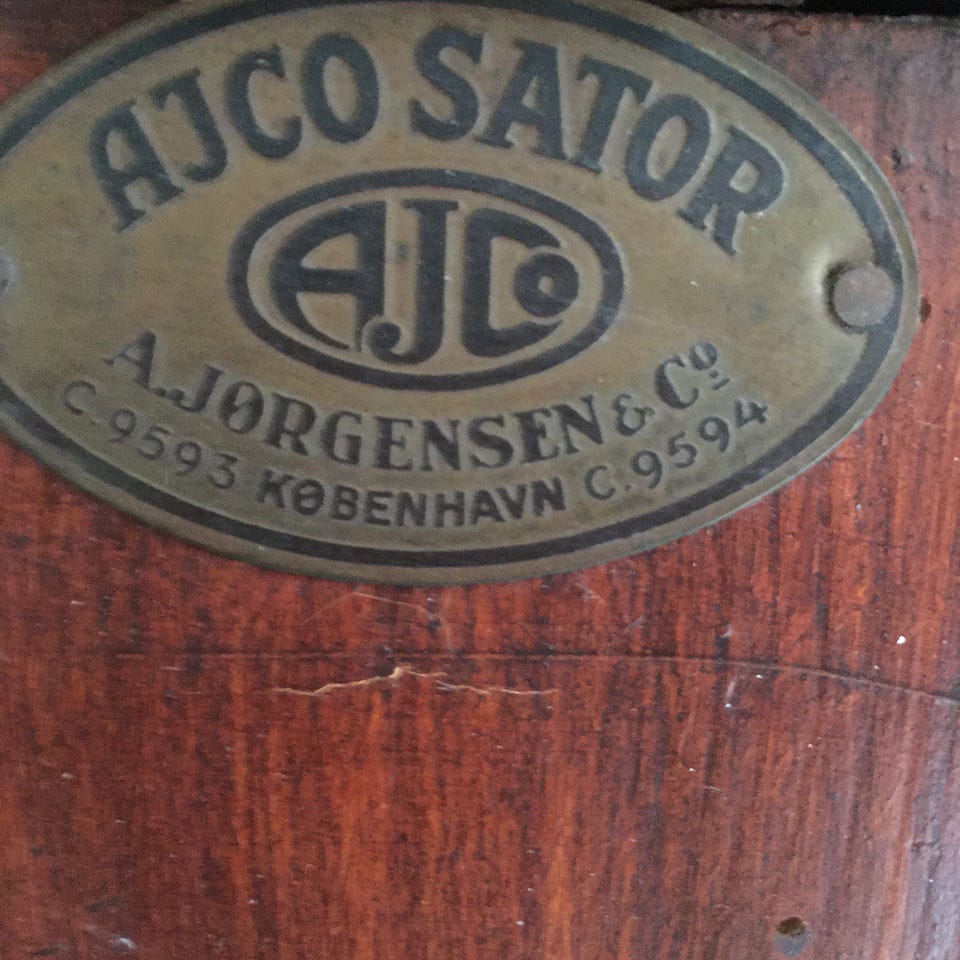 AJCO SATOR
AJCo
A. JØRGENSEN & Cº
C. 9593 KØBENHAVN C. 9594